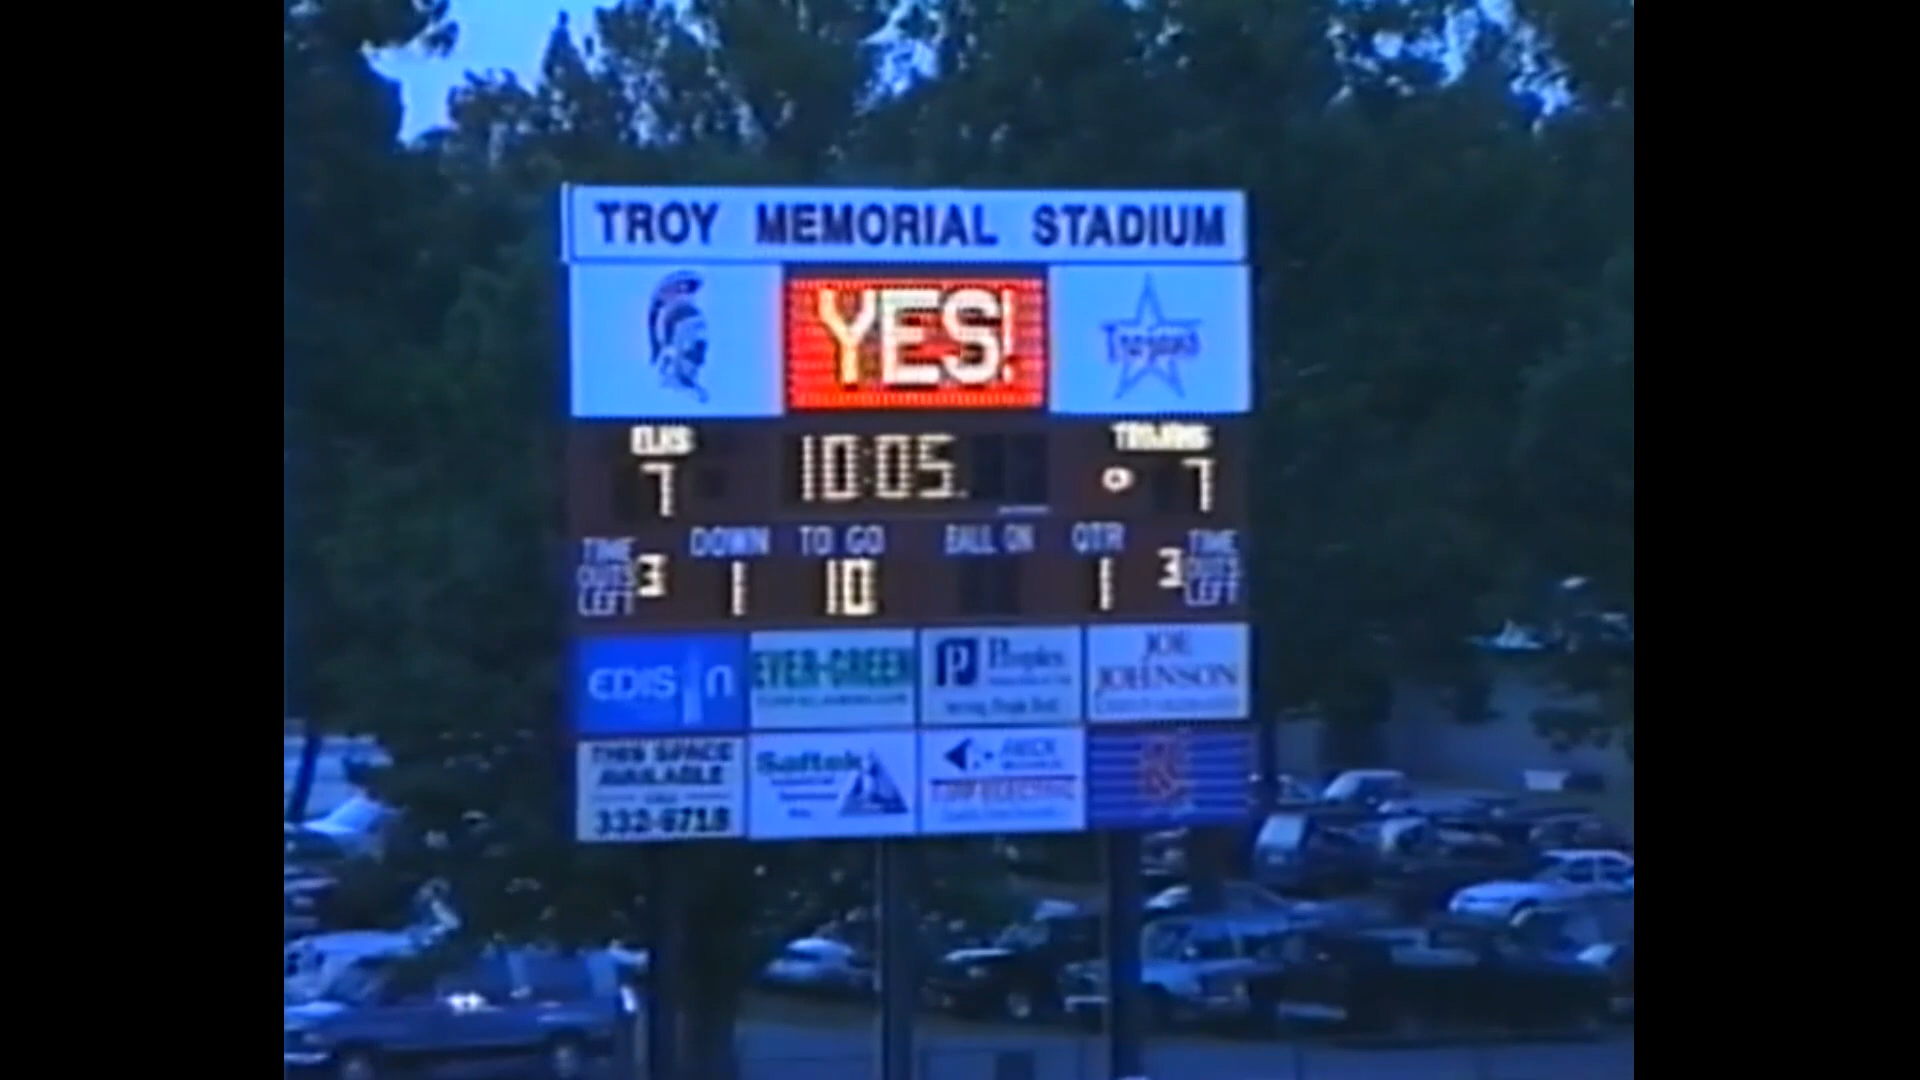 TROY MEMORIAL STADIUM
YES!
Trojans
ELKS
10:05
TROJANS
7
7
DOWN TO GO BALL ON QTR
TIME OUTS LEFT
3
1
10
1
3
TIME OUTS LEFT
EDISON
EVER-GREEN
P Peoples
JOE
JOHNSON
THIS SPACE
AVAILABLE
332-6718
Softek